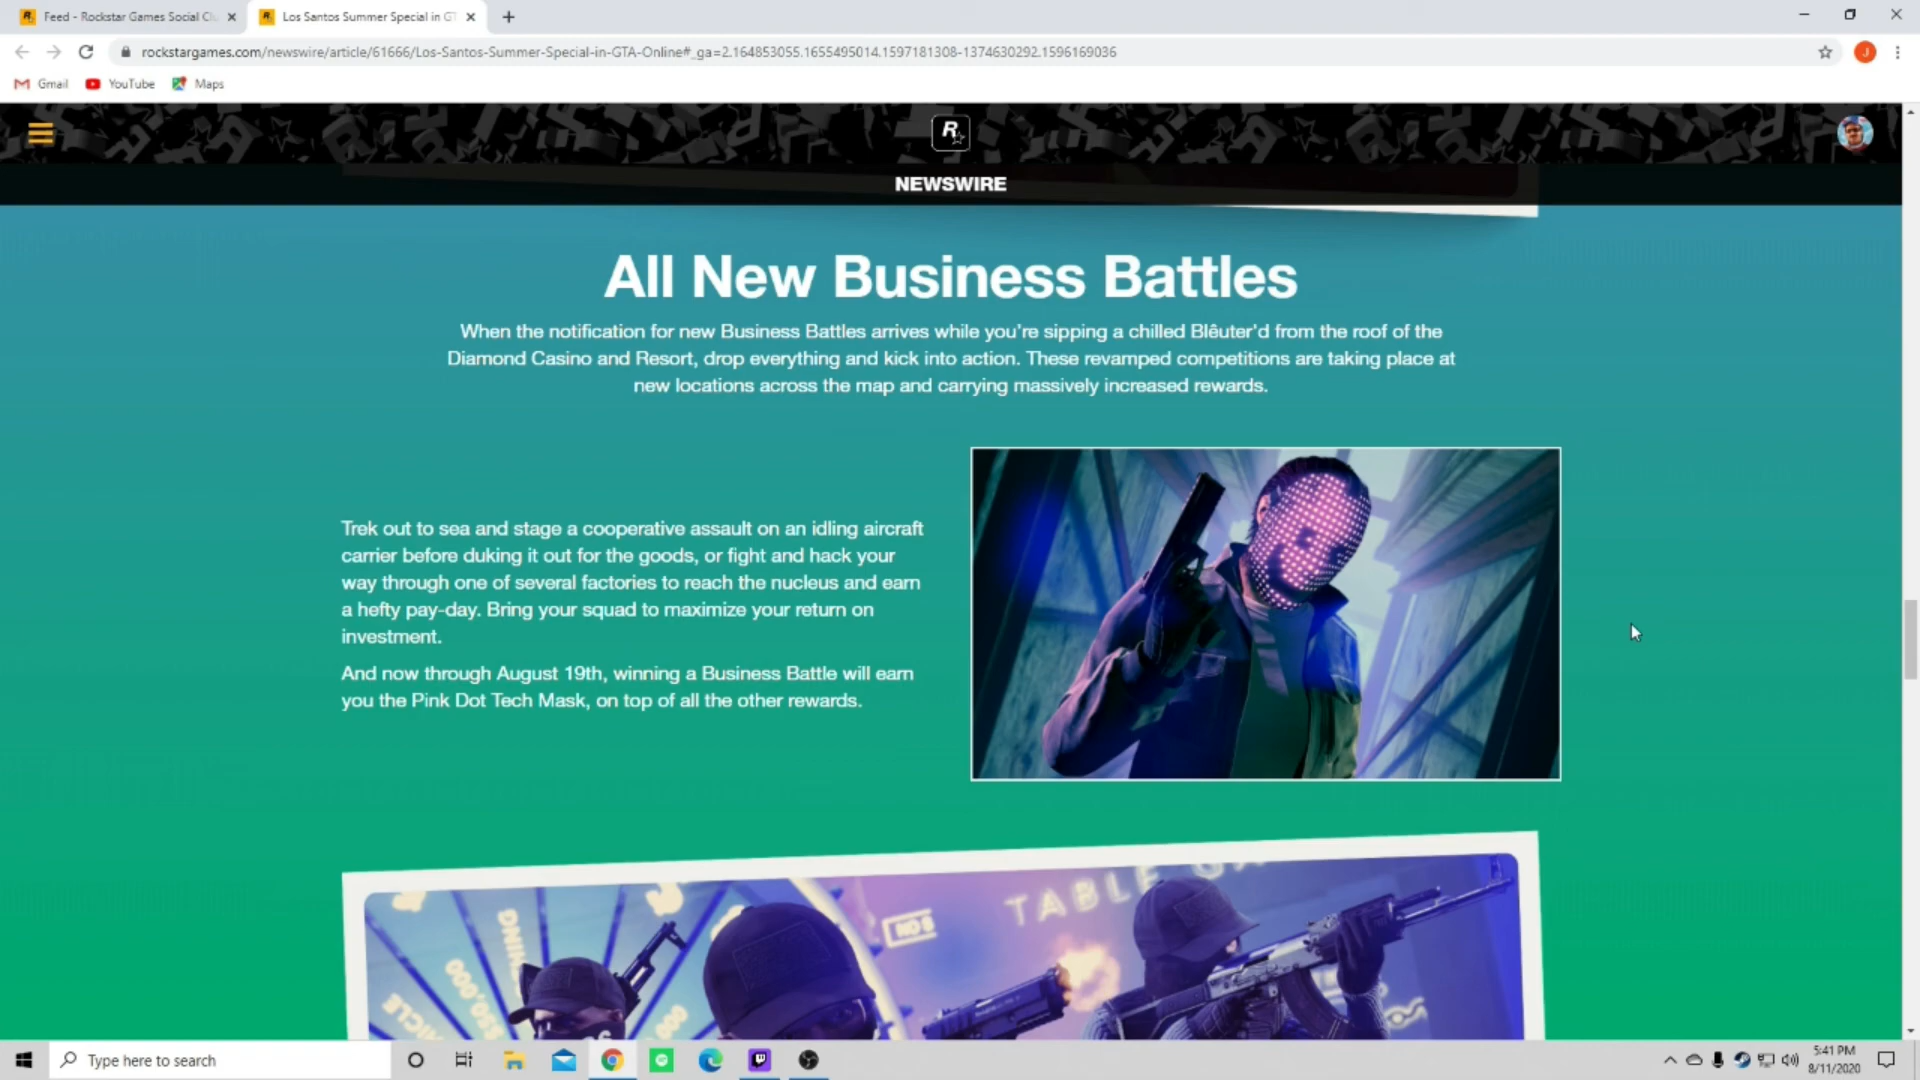 Feed - Rockstar Games Social Cl
Los Santos Summer Special in GT
rockstargames.com/newswire/article/61666/Los-Santos-Summer-Special-in-GTA-Online#_ga=2.164853055.1655495014.1597181308-1374630292.1596169036
J
Gmail YouTube Maps
R
NEWSWIRE
All New Business Battles
When the notification for new Business Battles arrives while you're sipping a chilled Blêuter'd from the roof of the
Diamond Casino and Resort, drop everything and kick into action. These revamped competitions are taking place at
new locations across the map and carrying massively increased rewards.
Trek out to sea and stage a cooperative assault on an idling aircraft
carrier before duking it out for the goods, or fight and hack your
way through one of several factories to reach the nucleus and earn
a hefty pay-day. Bring your squad to maximize your return on
investment.
And now through August 19th, winning a Business Battle will earn
you the Pink Dot Tech Mask, on top of all the other rewards.
TABLE GA
Type here to search
5:41 PM
8/11/2020